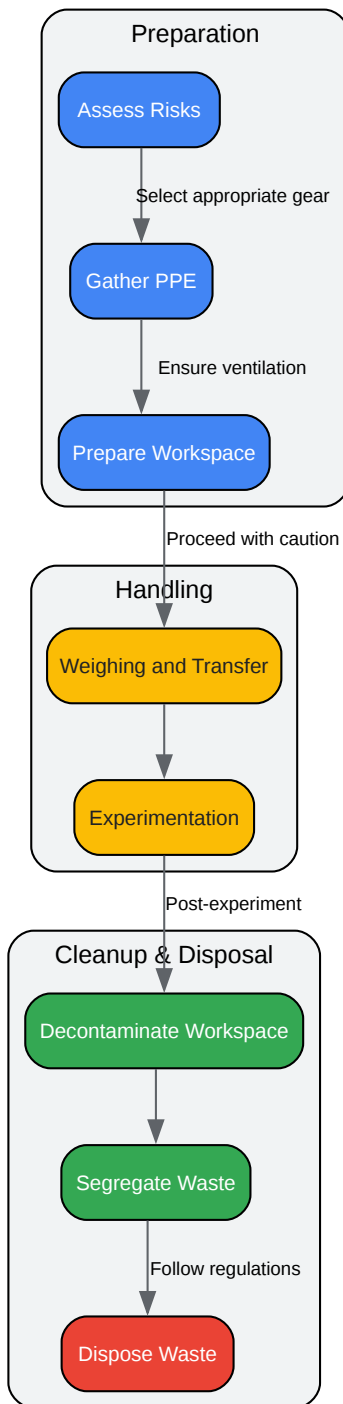 Preparation
Assess Risks
Select appropriate gear
Gather PPE
Ensure ventilation
Prepare Workspace
Proceed with caution
Handling
Weighing and Transfer
Experimentation
Post-experiment
Cleanup & Disposal
Decontaminate Workspace
Segregate Waste
Follow regulations
Dispose Waste